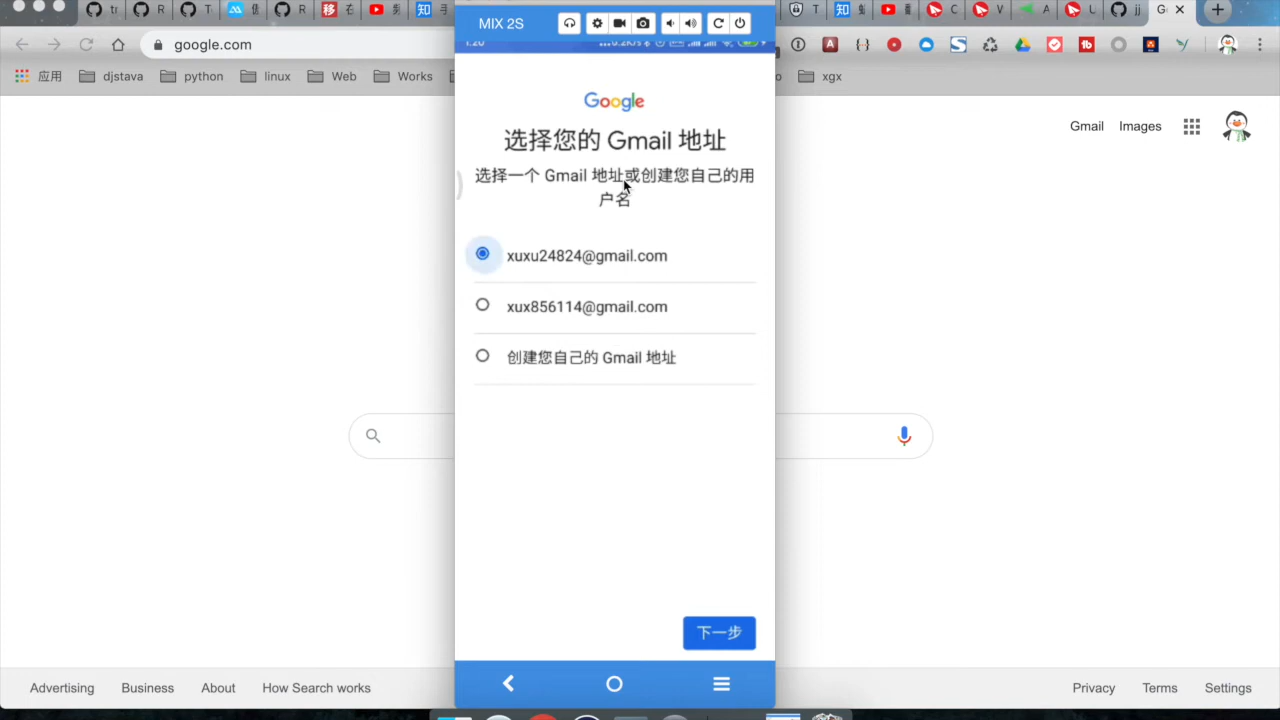 MIX 2S
google.com
应用
djstava
python
linux
Web
Works
xgx
Gmail
Images
Google
选择您的 Gmail 地址
选择一个 Gmail 地址或创建您自己的用
户名
xuxu24824@gmail.com
xux856114@gmail.com
创建您自己的 Gmail 地址
下一步
Advertising
Business
About
How Search works
Privacy
Terms
Settings